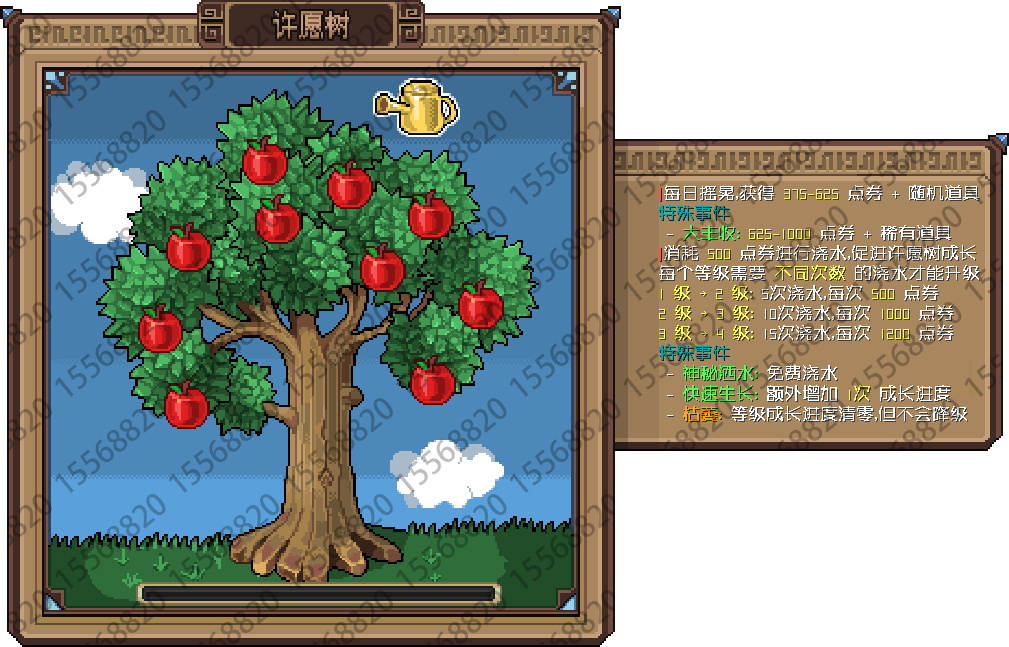 许愿树
每日摇晃,获得 375-625 点券 + 随机道具
特殊事件
- 大丰收: 625-1000 点券 + 稀有道具
消耗 500 点券进行浇水,促进许愿树成长
每个等级需要 不同次数 的浇水才能升级
1 级 → 2 级: 5次浇水,每次 500 点券
2 级 → 3 级: 10次浇水,每次 1000 点券
3 级 → 4 级: 15次浇水,每次 1200 点券
特殊事件
- 神秘洒水: 免费浇水
- 快速生长: 额外增加 1次 成长进度
- 枯萎: 等级成长进度清零,但不会降级
15568820